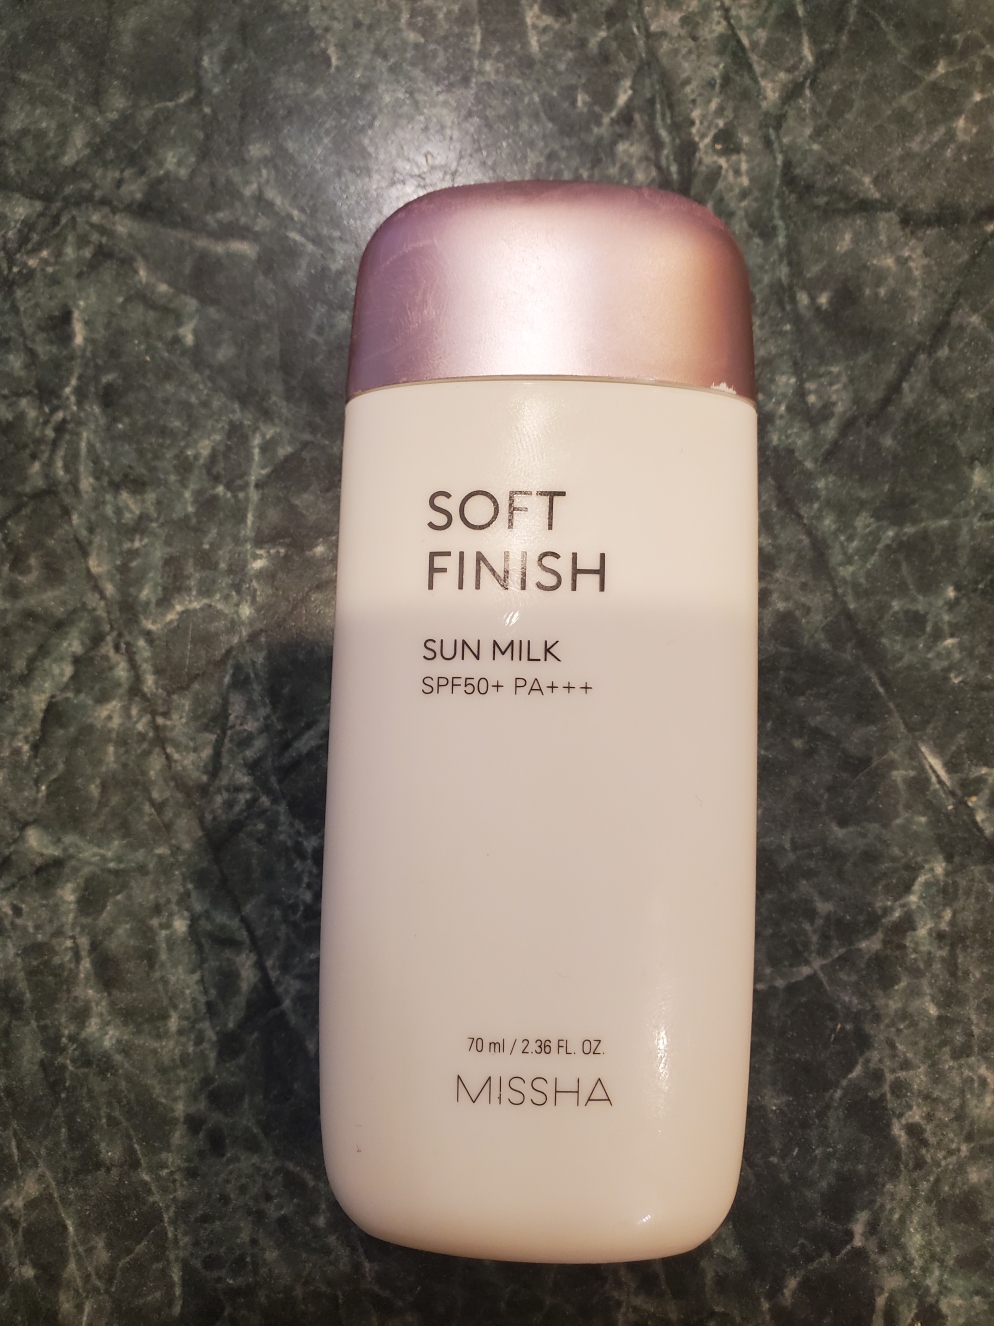 SOFT
FINISH
SUN MILK
SPF50+ PA+++
70 ml / 2.36 FL. OZ.
MISSHA